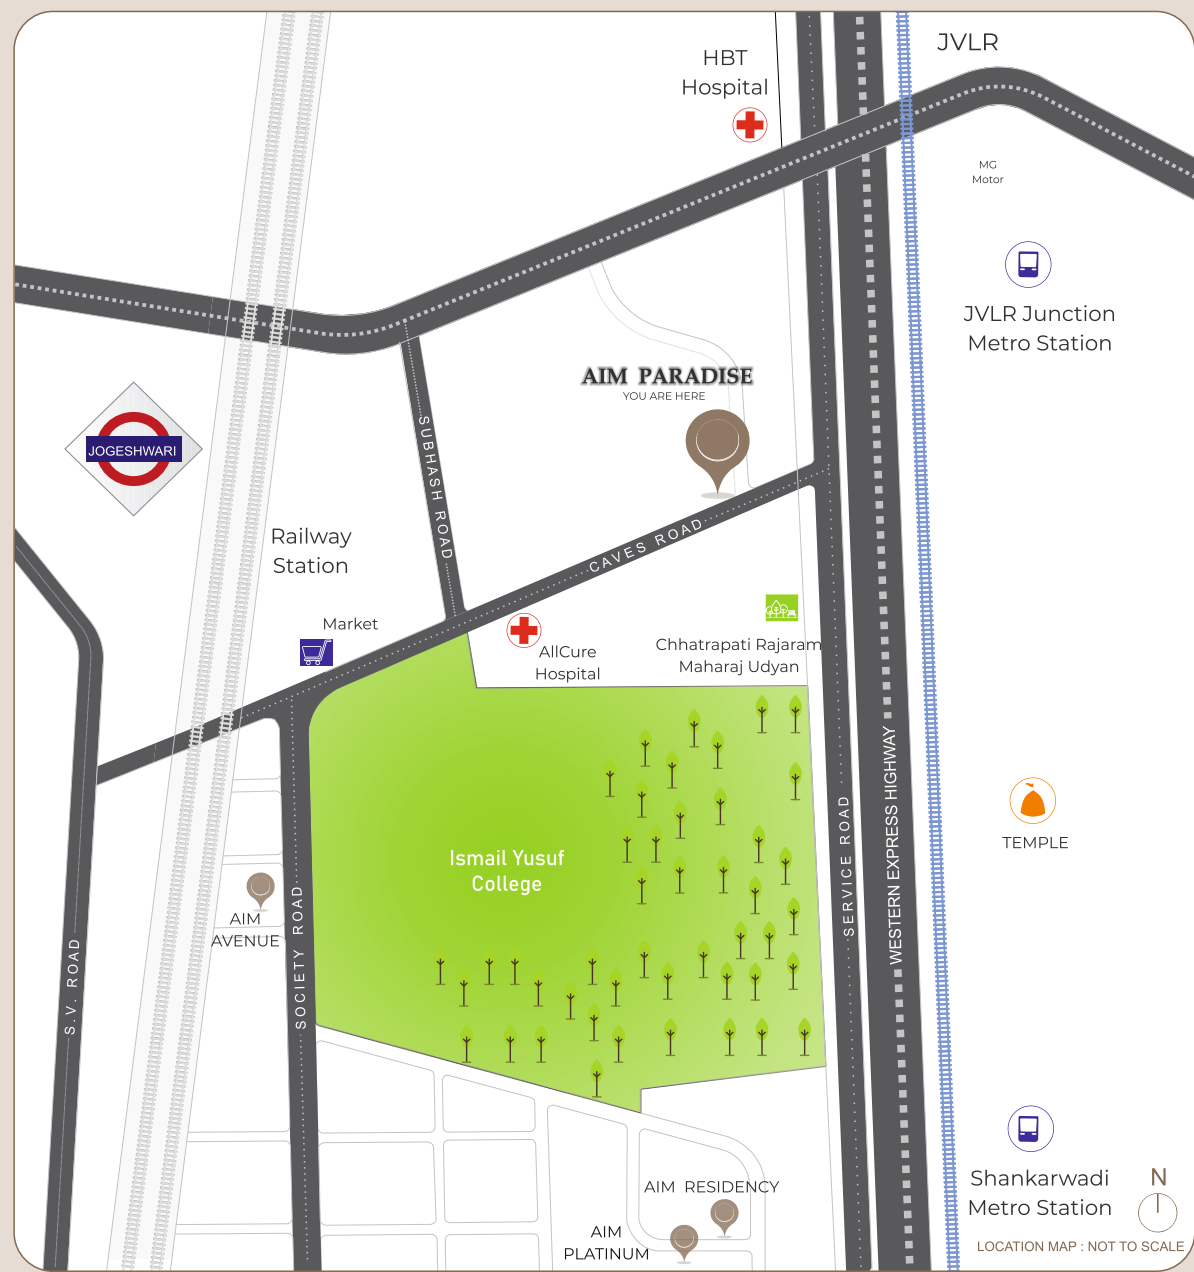 JVLR
HBT
Hospital
MG
Motor
JVLR Junction
Metro Station
AIM PARADISE
YOU ARE HERE
JOGESHWARI
SUBHASH ROAD
Railway
Station
CAVES ROAD
Market
AllCure
Hospital
Chhatrapati Rajaram
Maharaj Udyan
WESTERN EXPRESS HIGHWAY
SERVICE ROAD
TEMPLE
Ismail Yusuf
College
AIM
AVENUE
SOCIETY ROAD
S.V. ROAD
Shankarwadi
Metro Station
N
AIM RESIDENCY
AIM
PLATINUM
LOCATION MAP : NOT TO SCALE